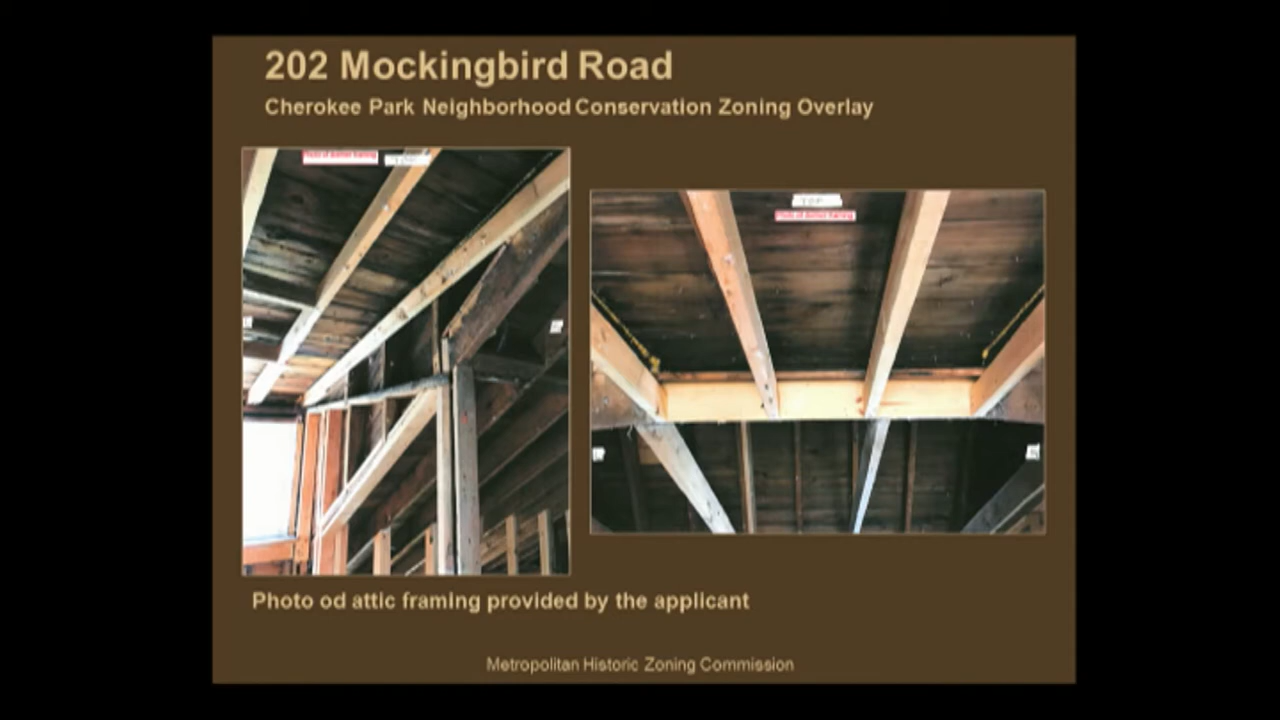 202 Mockingbird Road
Cherokee Park Neighborhood Conservation Zoning Overlay
TOP
Photo od attic framing provided by the applicant
Metropolitan Historic Zoning Commission